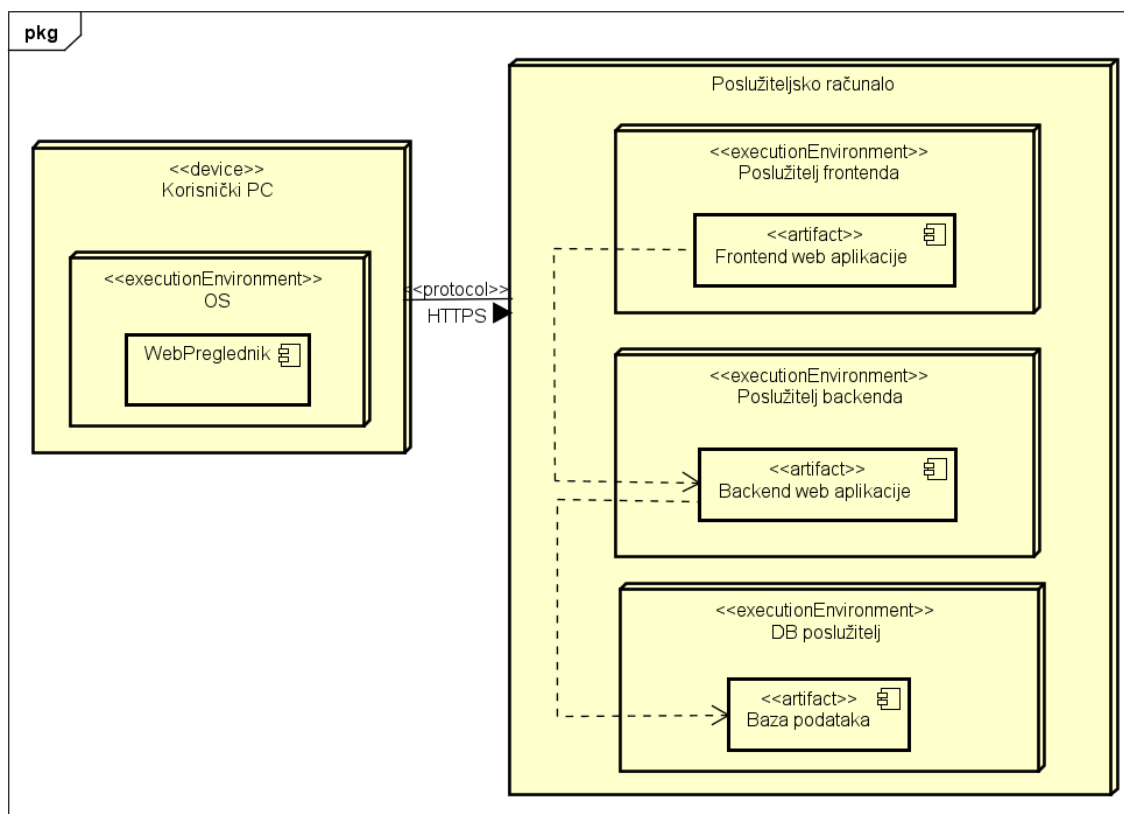 pkg
<<device>>
Korisnički PC
<<executionEnvironment>>
OS
WebPreglednik
<<protocol>>
HTTPS
Poslužiteljsko računalo
<<executionEnvironment>>
Poslužitelj frontenda
<<artifact>>
Frontend web aplikacije
<<executionEnvironment>>
Poslužitelj backenda
<<artifact>>
Backend web aplikacije
<<executionEnvironment>>
DB poslužitelj
<<artifact>>
Baza podataka